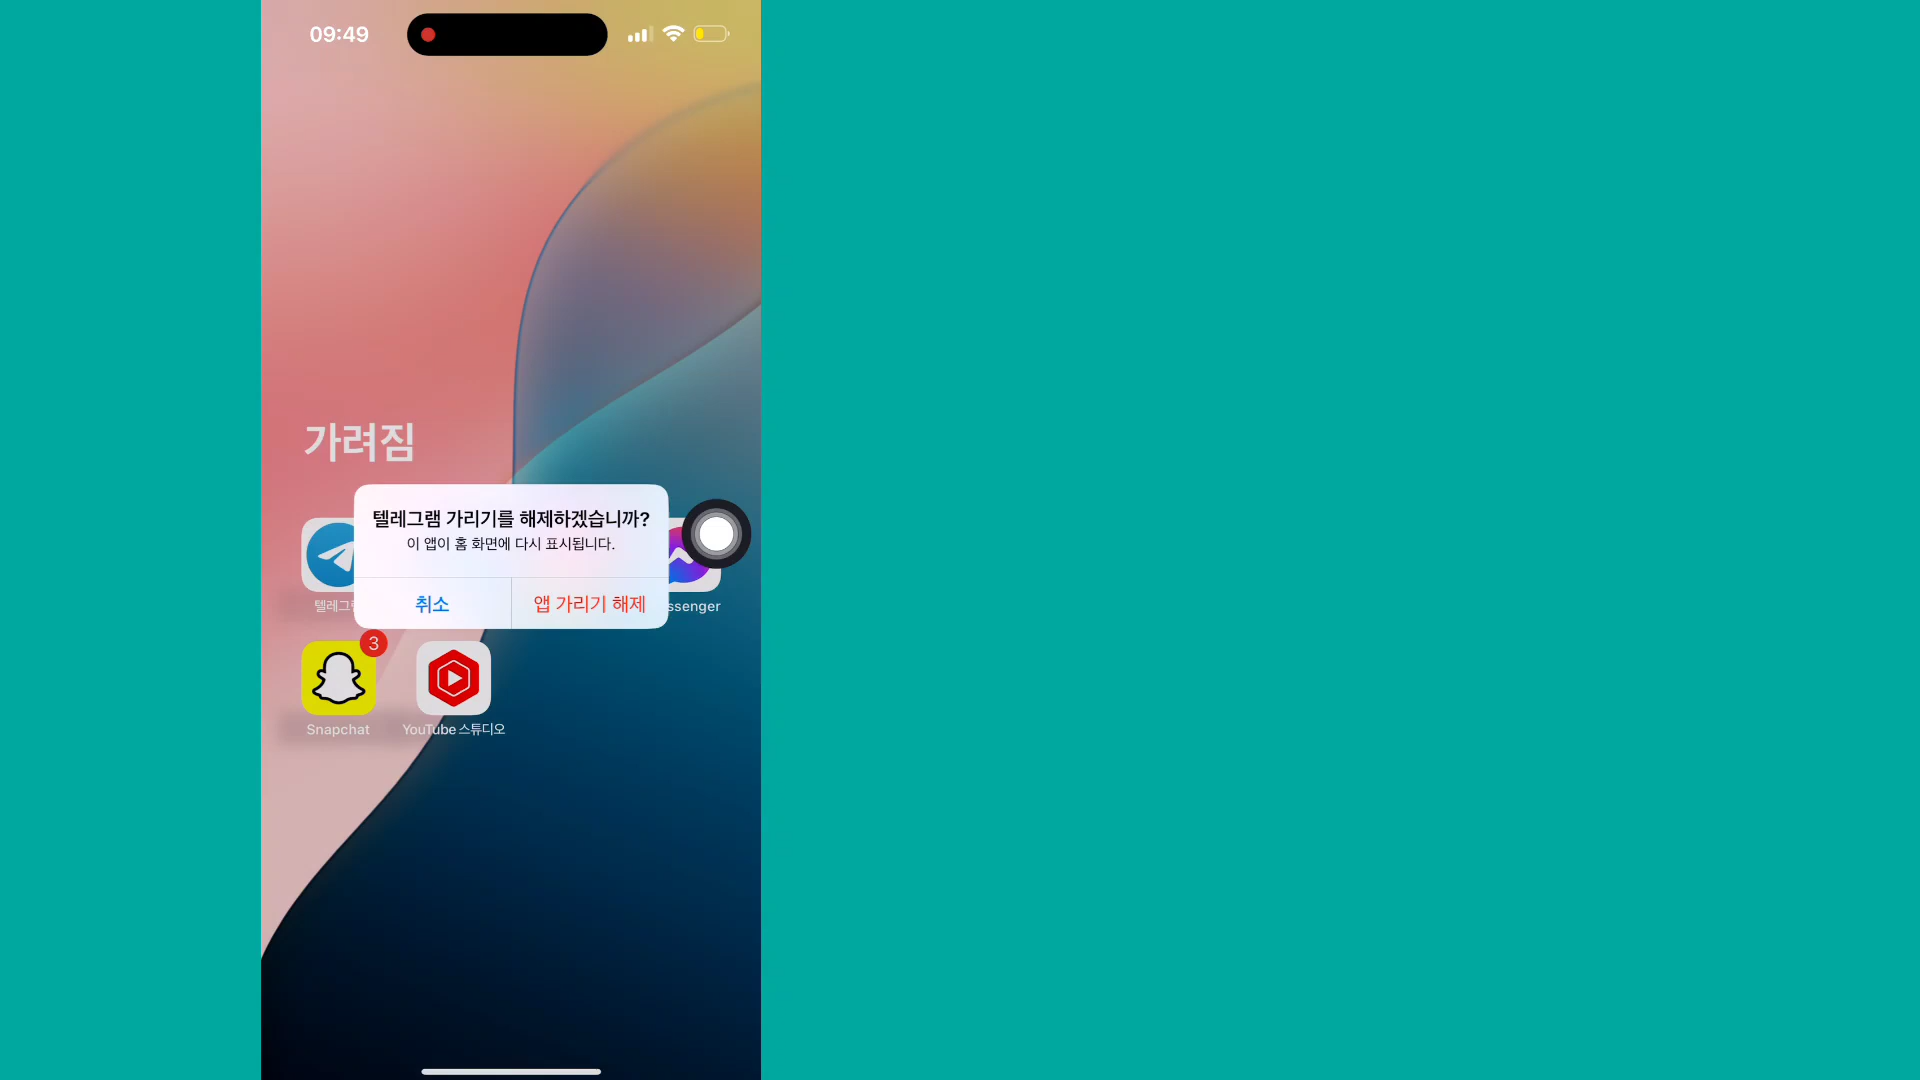 09:49
가려짐
텔레그램 가리기를 해제하겠습니까?
이 앱이 홈 화면에 다시 표시됩니다.
취소
앱 가리기 해제
3
Snapchat
YouTube 스튜디오